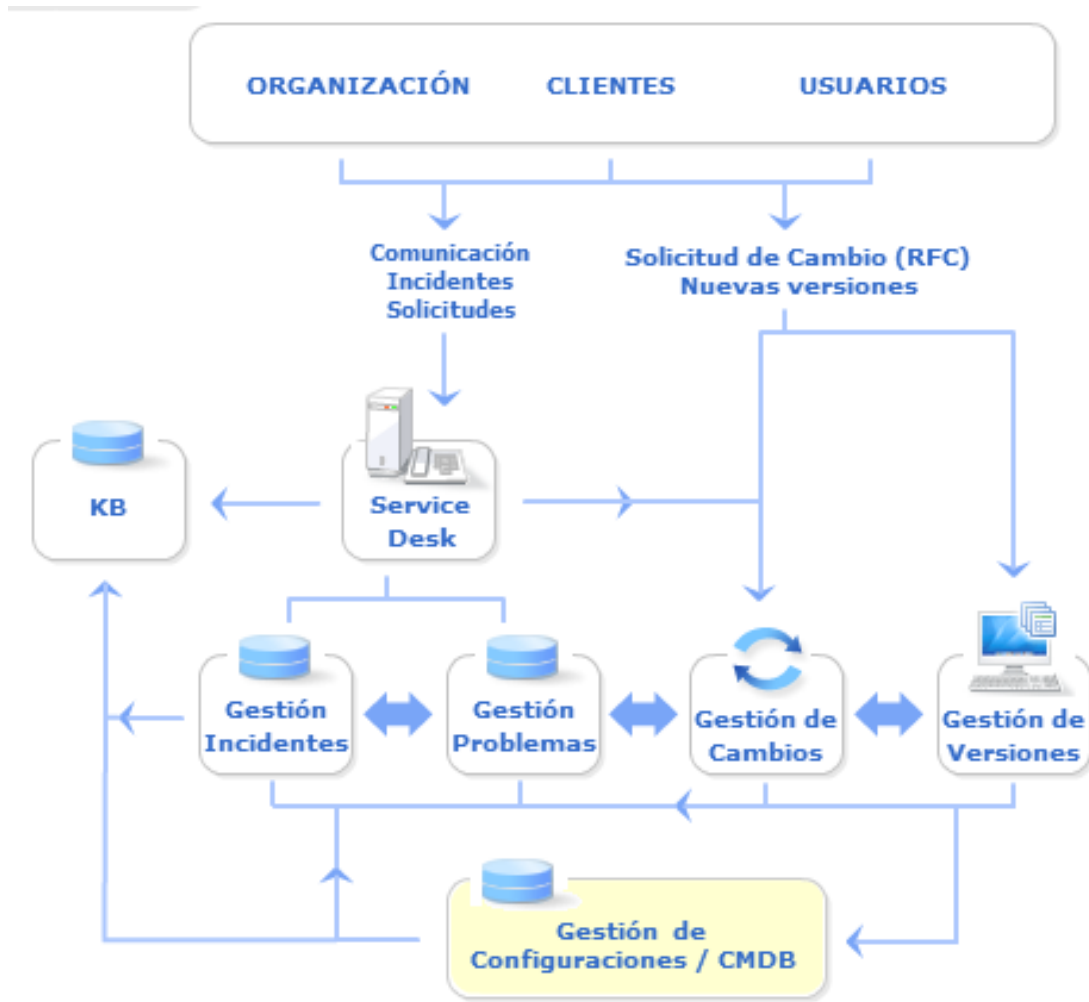 ORGANIZACIÓN CLIENTES USUARIOS
Comunicación
Incidentes
Solicitudes
Solicitud de Cambio (RFC)
Nuevas versiones
KB
Service
Desk
Gestión
Incidentes
Gestión
Problemas
Gestión de
Cambios
Gestión de
Versiones
Gestión de
Configuraciones / CMDB